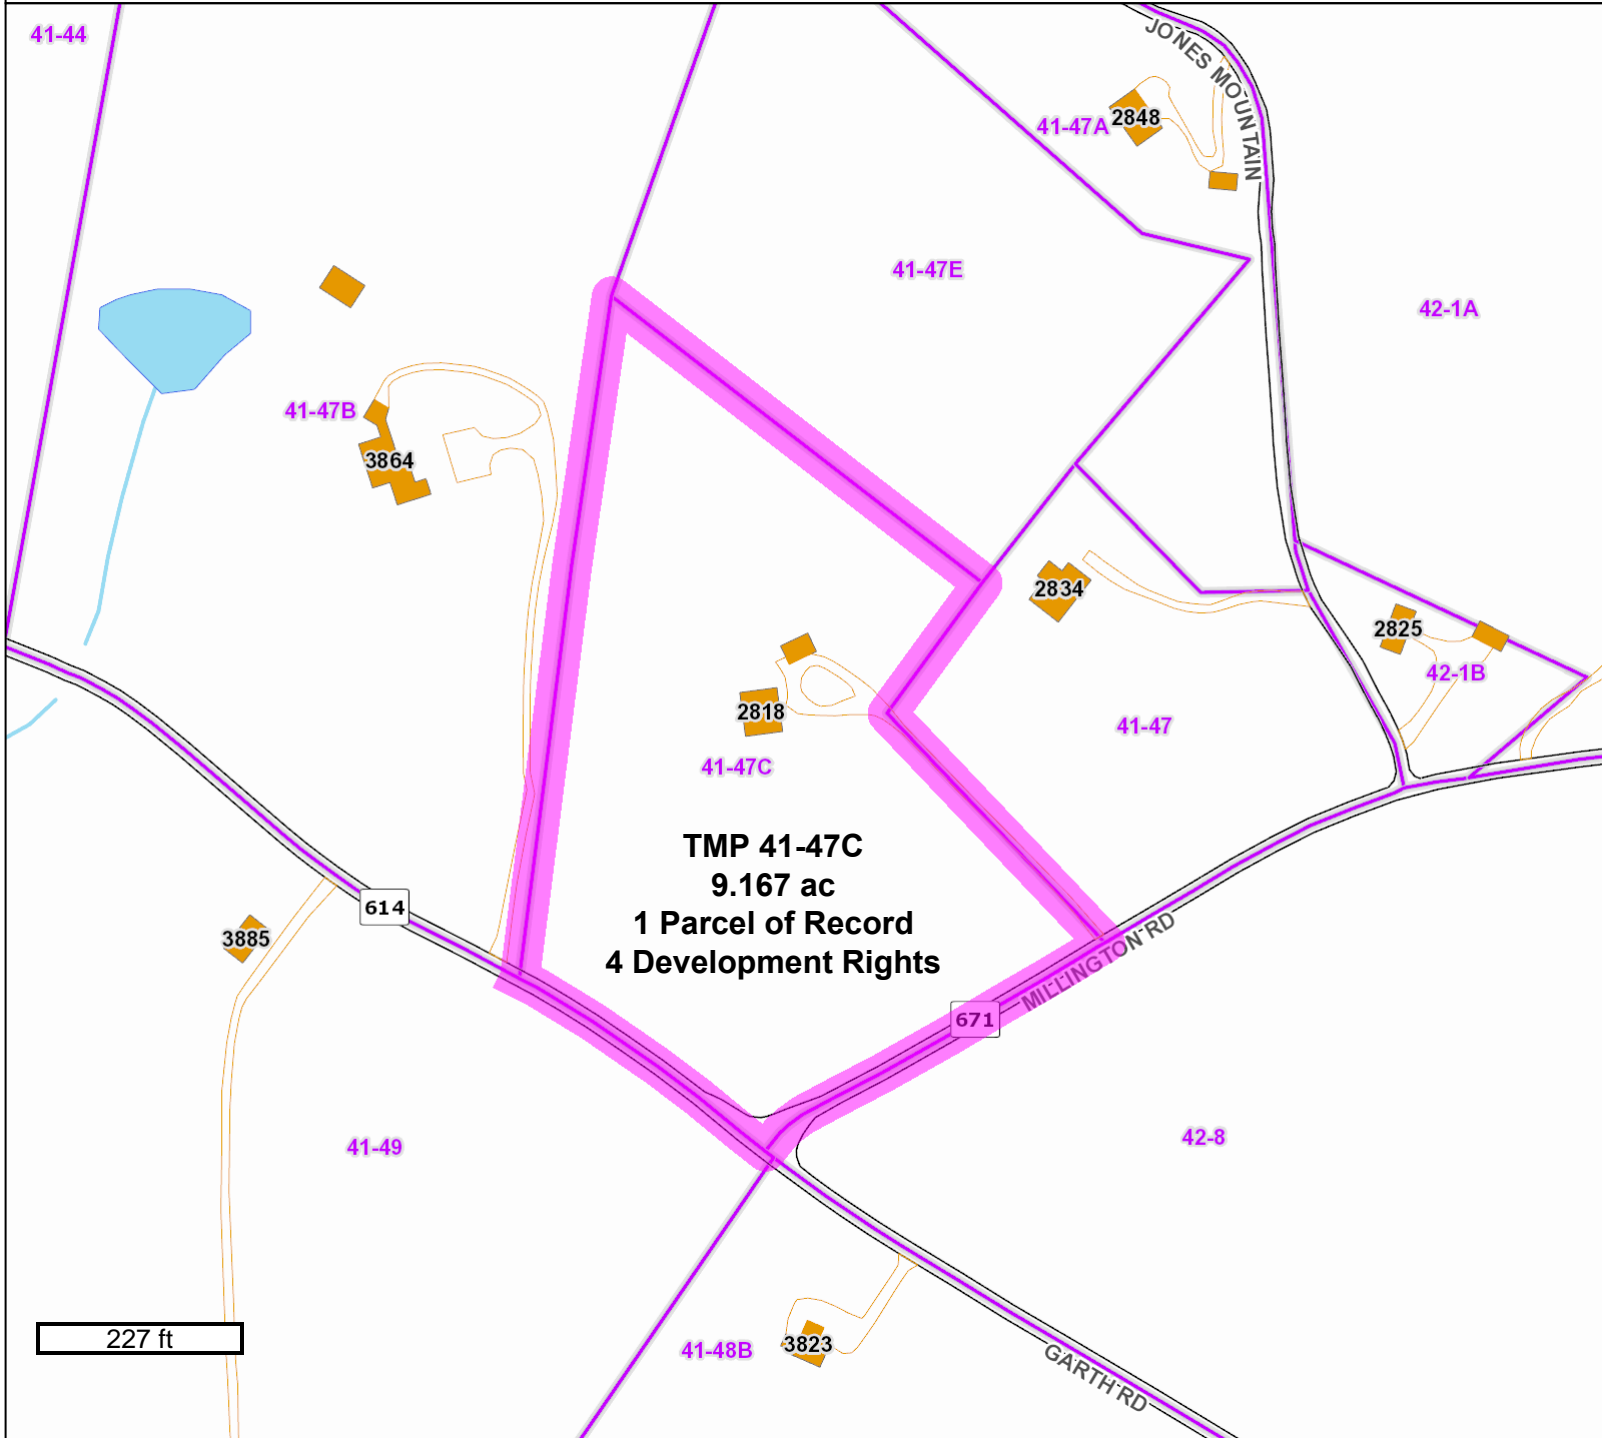 41-44
JONES MOUNTAIN
41-47A
2848
41-47E
42-1A
41-47B
3864
2834
2825
42-1B
2818
41-47
41-47C
TMP 41-47C
9.167 ac
1 Parcel of Record
4 Development Rights
614
3885
MILLINGTON RD
671
41-49
42-8
227 ft
41-48B
3823
GARTH RD